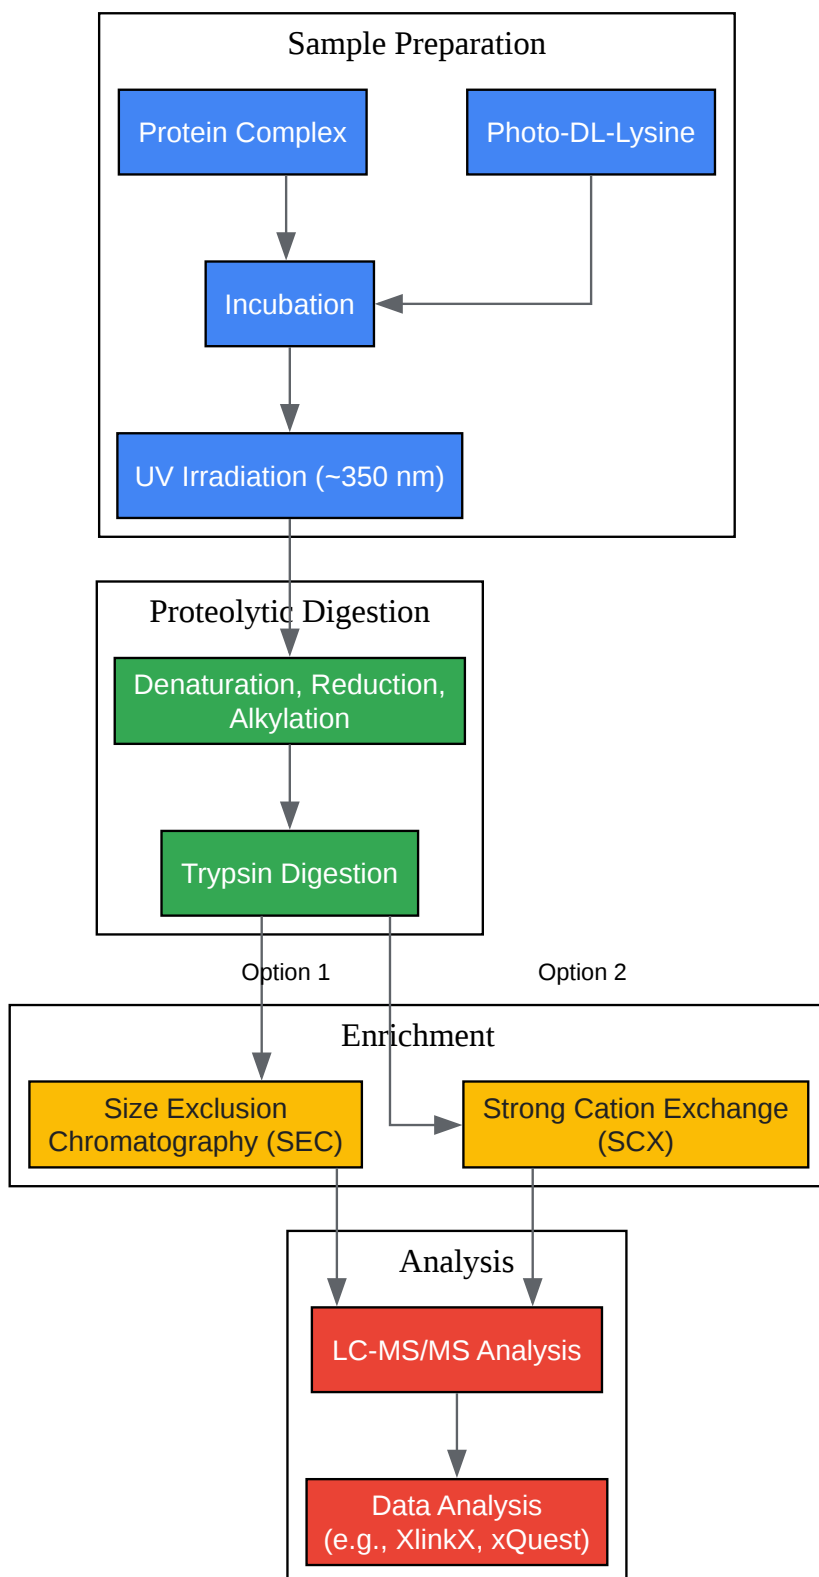 Sample Preparation
Protein Complex
Photo-DL-Lysine
Incubation
UV Irradiation (~350 nm)
Proteolytic Digestion
Denaturation, Reduction,
Alkylation
Trypsin Digestion
Option 1
Option 2
Enrichment
Size Exclusion
Chromatography (SEC)
Strong Cation Exchange
(SCX)
Analysis
LC-MS/MS Analysis
Data Analysis
(e.g., XlinkX, xQuest)